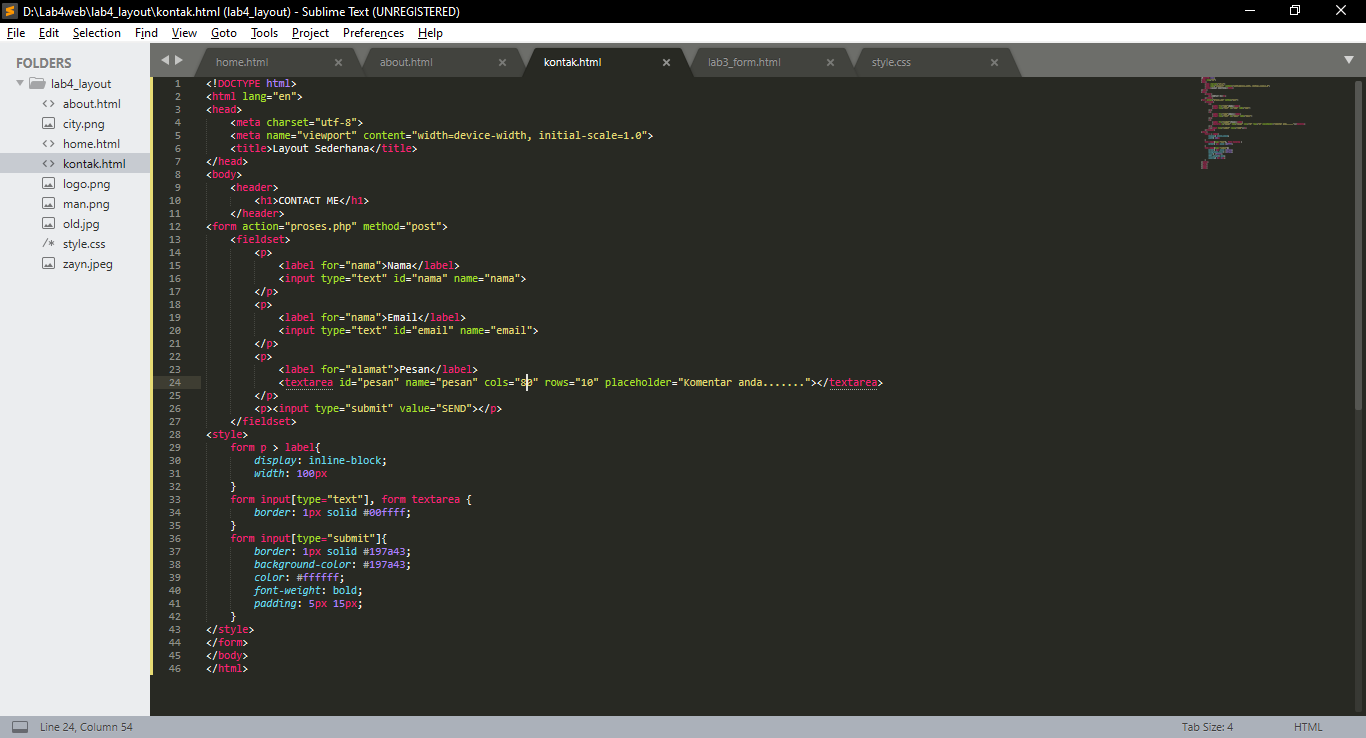 D:\Lab4web\lab4_layout\kontak.html (lab4_layout) - Sublime Text (UNREGISTERED)
File Edit Selection Find View Goto Tools Project Preferences Help
FOLDERS
lab4_layout
about.html
city.png
home.html
kontak.html
logo.png
man.png
old.jpg
style.css
zayn.jpeg
home.html about.html kontak.html lab3_form.html style.css
1 <!DOCTYPE html>
2 <html lang="en">
3 <head>
4 <meta charset="utf-8">
5 <meta name="viewport" content="width=device-width, initial-scale=1.0">
6 <title>Layout Sederhana</title>
7 </head>
8 <body>
9 <header>
10 <h1>CONTACT ME</h1>
11 </header>
12 <form action="proses.php" method="post">
13 <fieldset>
14 <p>
15 <label for="nama">Nama</label>
16 <input type="text" id="nama" name="nama">
17 </p>
18 <p>
19 <label for="nama">Email</label>
20 <input type="text" id="email" name="email">
21 </p>
22 <p>
23 <label for="alamat">Pesan</label>
24 <textarea id="pesan" name="pesan" cols="80" rows="10" placeholder="Komentar anda......."></textarea>
25 </p>
26 <p><input type="submit" value="SEND"></p>
27 </fieldset>
28 <style>
29 form p > label{
30 display: inline-block;
31 width: 100px
32 }
33 form input[type="text"], form textarea {
34 border: 1px solid #00ffff;
35 }
36 form input[type="submit"]{
37 border: 1px solid #197a43;
38 background-color: #197a43;
39 color: #ffffff;
40 font-weight: bold;
41 padding: 5px 15px;
42 }
43 </style>
44 </form>
45 </body>
46 </html>
Line 24, Column 54 Tab Size: 4 HTML